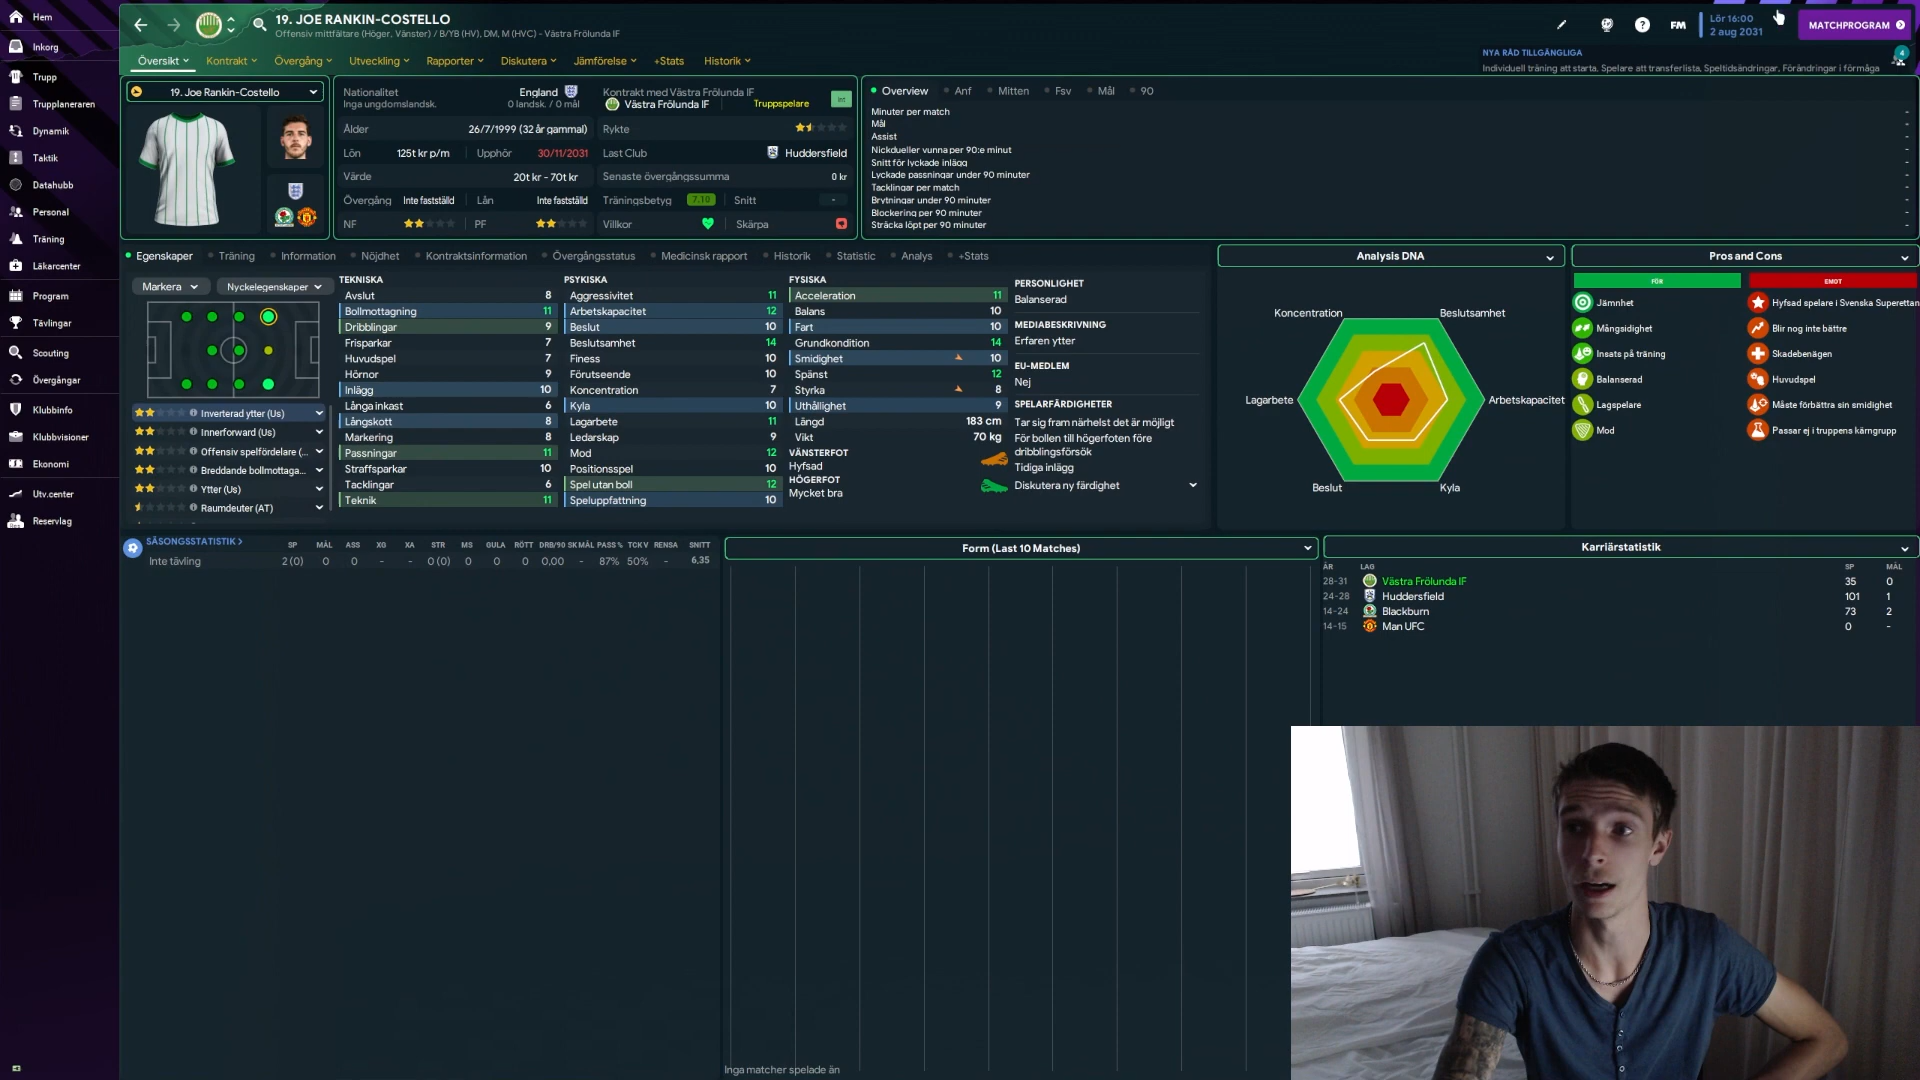 Hem
Inkorg
Trupp
Trupplaneraren
Dynamik
Taktik
Datahubb
Personal
Träning
Läkarcenter
Program
Tävlingar
Scouting
Övergångar
Klubbinfo
Klubbvisioner
Ekonomi
Utv.center
Reservlag
19. JOE RANKIN-COSTELLO
Offensiv mittfältare (Höger, Vänster) / B/YB (HV), DM, M (HVC) - Västra Frölunda IF
FM
Lör 16:00
2 aug 2031
MATCHPROGRAM
Översikt Kontrakt Övergång Utveckling Rapporter Diskutera Jämförelse +Stats Historik
NYA RÅD TILLGÄNGLIGA
4
Individuell träning att starta, Spelare att transferlista, Speltidsändringar, Förändringar i förmåga
19. Joe Rankin-Costello
Nationalitet England
Inga ungdomslandsk. 0 landsk. / 0 mål
Ålder 26/7/1999 (32 år gammal)
Lön 125t kr p/m Upphör 30/11/2031
Värde 20t kr - 70t kr
Övergång Inte fastställd Lån Inte fastställd
NF PF
Kontrakt med Västra Frölunda IF
Västra Frölunda IF Truppspelare
Rykte
Last Club Huddersfield
Senaste övergångssumma 0 kr
Träningsbetyg 7.10 Snitt -
Villkor Skärpa
Overview Anf Mitten Fsv Mål 90
Minuter per match -
Mål -
Assist -
Nickdueller vunna per 90:e minut -
Snitt för lyckade inlägg -
Lyckade passningar under 90 minuter -
Tacklingar per match -
Brytningar under 90 minuter -
Blockering per 90 minuter -
Sträcka löpt per 90 minuter -
Egenskaper Träning Information Nöjdhet Kontraktsinformation Övergångsstatus Medicinsk rapport Historik Statistic Analys +Stats
Markera Nyckelegenskaper
Inverterad ytter (Us)
Innerforward (Us)
Offensiv spelfördelare (...
Breddande bollmottaga...
Ytter (Us)
Raumdeuter (AT)
TEKNISKA
Avslut 8
Bollmottagning 11
Dribblingar 9
Frisparkar 7
Huvudspel 7
Hörnor 9
Inlägg 10
Långa inkast 6
Långskott 8
Markering 8
Passningar 11
Straffsparkar 10
Tacklingar 6
Teknik 11
PSYKISKA
Aggressivitet 11
Arbetskapacitet 12
Beslut 10
Beslutsamhet 14
Finess 10
Förutseende 10
Koncentration 7
Kyla 10
Lagarbete 11
Ledarskap 9
Mod 12
Positionsspel 10
Spel utan boll 12
Speluppfattning 10
FYSISKA
Acceleration 11
Balans 10
Fart 10
Grundkondition 14
Smidighet 10
Spänst 12
Styrka 8
Uthållighet 9
Längd 183 cm
Vikt 70 kg
VÄNSTERFOT
Hyfsad
HÖGERFOT
Mycket bra
PERSONLIGHET
Balanserad
MEDIABESKRIVNING
Erfaren ytter
EU-MEDLEM
Nej
SPELARFÄRDIGHETER
Tar sig fram närhelst det är möjligt
För bollen till högerfoten före
dribblingsförsök
Tidiga inlägg
Diskutera ny färdighet
Analysis DNA
Koncentration
Beslutsamhet
Lagarbete
Arbetskapacitet
Beslut
Kyla
Pros and Cons
FÖR
EMOT
Jämnhet
Mångsidighet
Insats på träning
Balanserad
Lagspelare
Mod
Hyfsad spelare i Svenska Superettan
Blir nog inte bättre
Skadebenägen
Huvudspel
Måste förbättra sin smidighet
Passar ej i truppens kärngrupp
SÄSONGSSTATISTIK > SP MÅL ASS XG XA STR MS GULA RÖTT DRB/90 SKMÅL PASS % TCKV RENSA SNITT
Inte tävling 2 (0) 0 0 - - 0 (0) 0 0 0 0,00 - 87% 50% - 6,35
Form (Last 10 Matches)
Inga matcher spelade än
Karriärstatistik
ÅR LAG SP MÅL
28-31 Västra Frölunda IF 35 0
24-28 Huddersfield 101 1
14-24 Blackburn 73 2
14-15 Man UFC 0 -